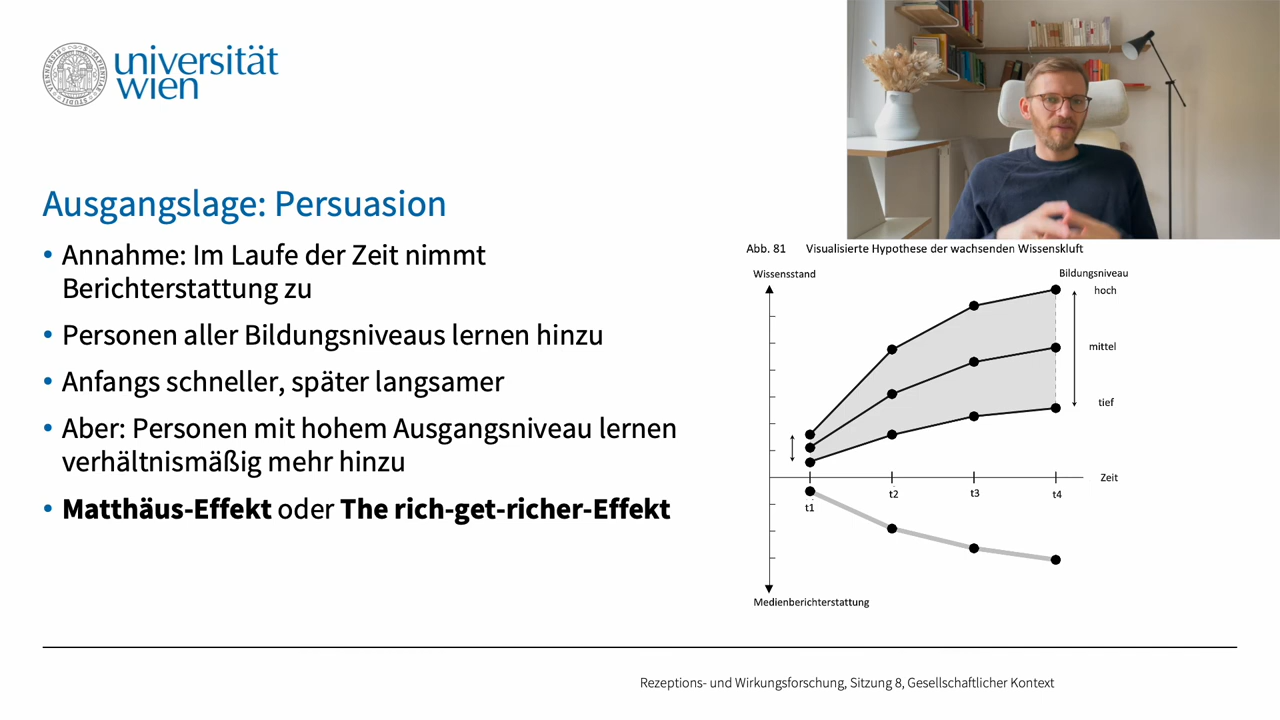 universität
wien
Ausgangslage: Persuasion
• Annahme: Im Laufe der Zeit nimmt
Berichterstattung zu
• Personen aller Bildungsniveaus lernen hinzu
• Anfangs schneller, später langsamer
• Aber: Personen mit hohem Ausgangsniveau lernen
verhältnismäßig mehr hinzu
• Matthäus-Effekt oder The rich-get-richer-Effekt
Abb. 81 Visualisierte Hypothese der wachsenden Wissenskluft
Wissensstand
Bildungsniveau
hoch
mittel
tief
Zeit
t1
t2
t3
t4
Medienberichterstattung
Rezeptions- und Wirkungsforschung, Sitzung 8, Gesellschaftlicher Kontext